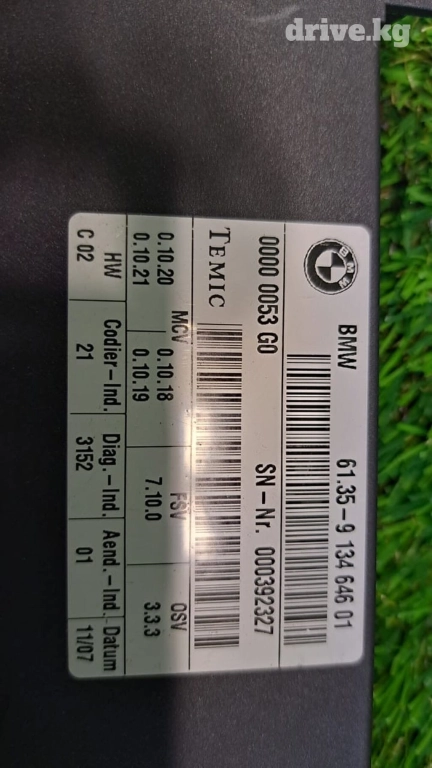 drive.kg
BMW
BMW 61.35-9 134 646 01
0000 0053 G0 SN-Nr. 000392327
TEMIC
MCV FSV OSV
0.10.20 0.10.18 7.10.0 3.3.3
0.10.21 0.10.19
HW Codier-Ind. Diag.-Ind. Aend.-Ind. Datum
C 02 21 3152 01 11/07